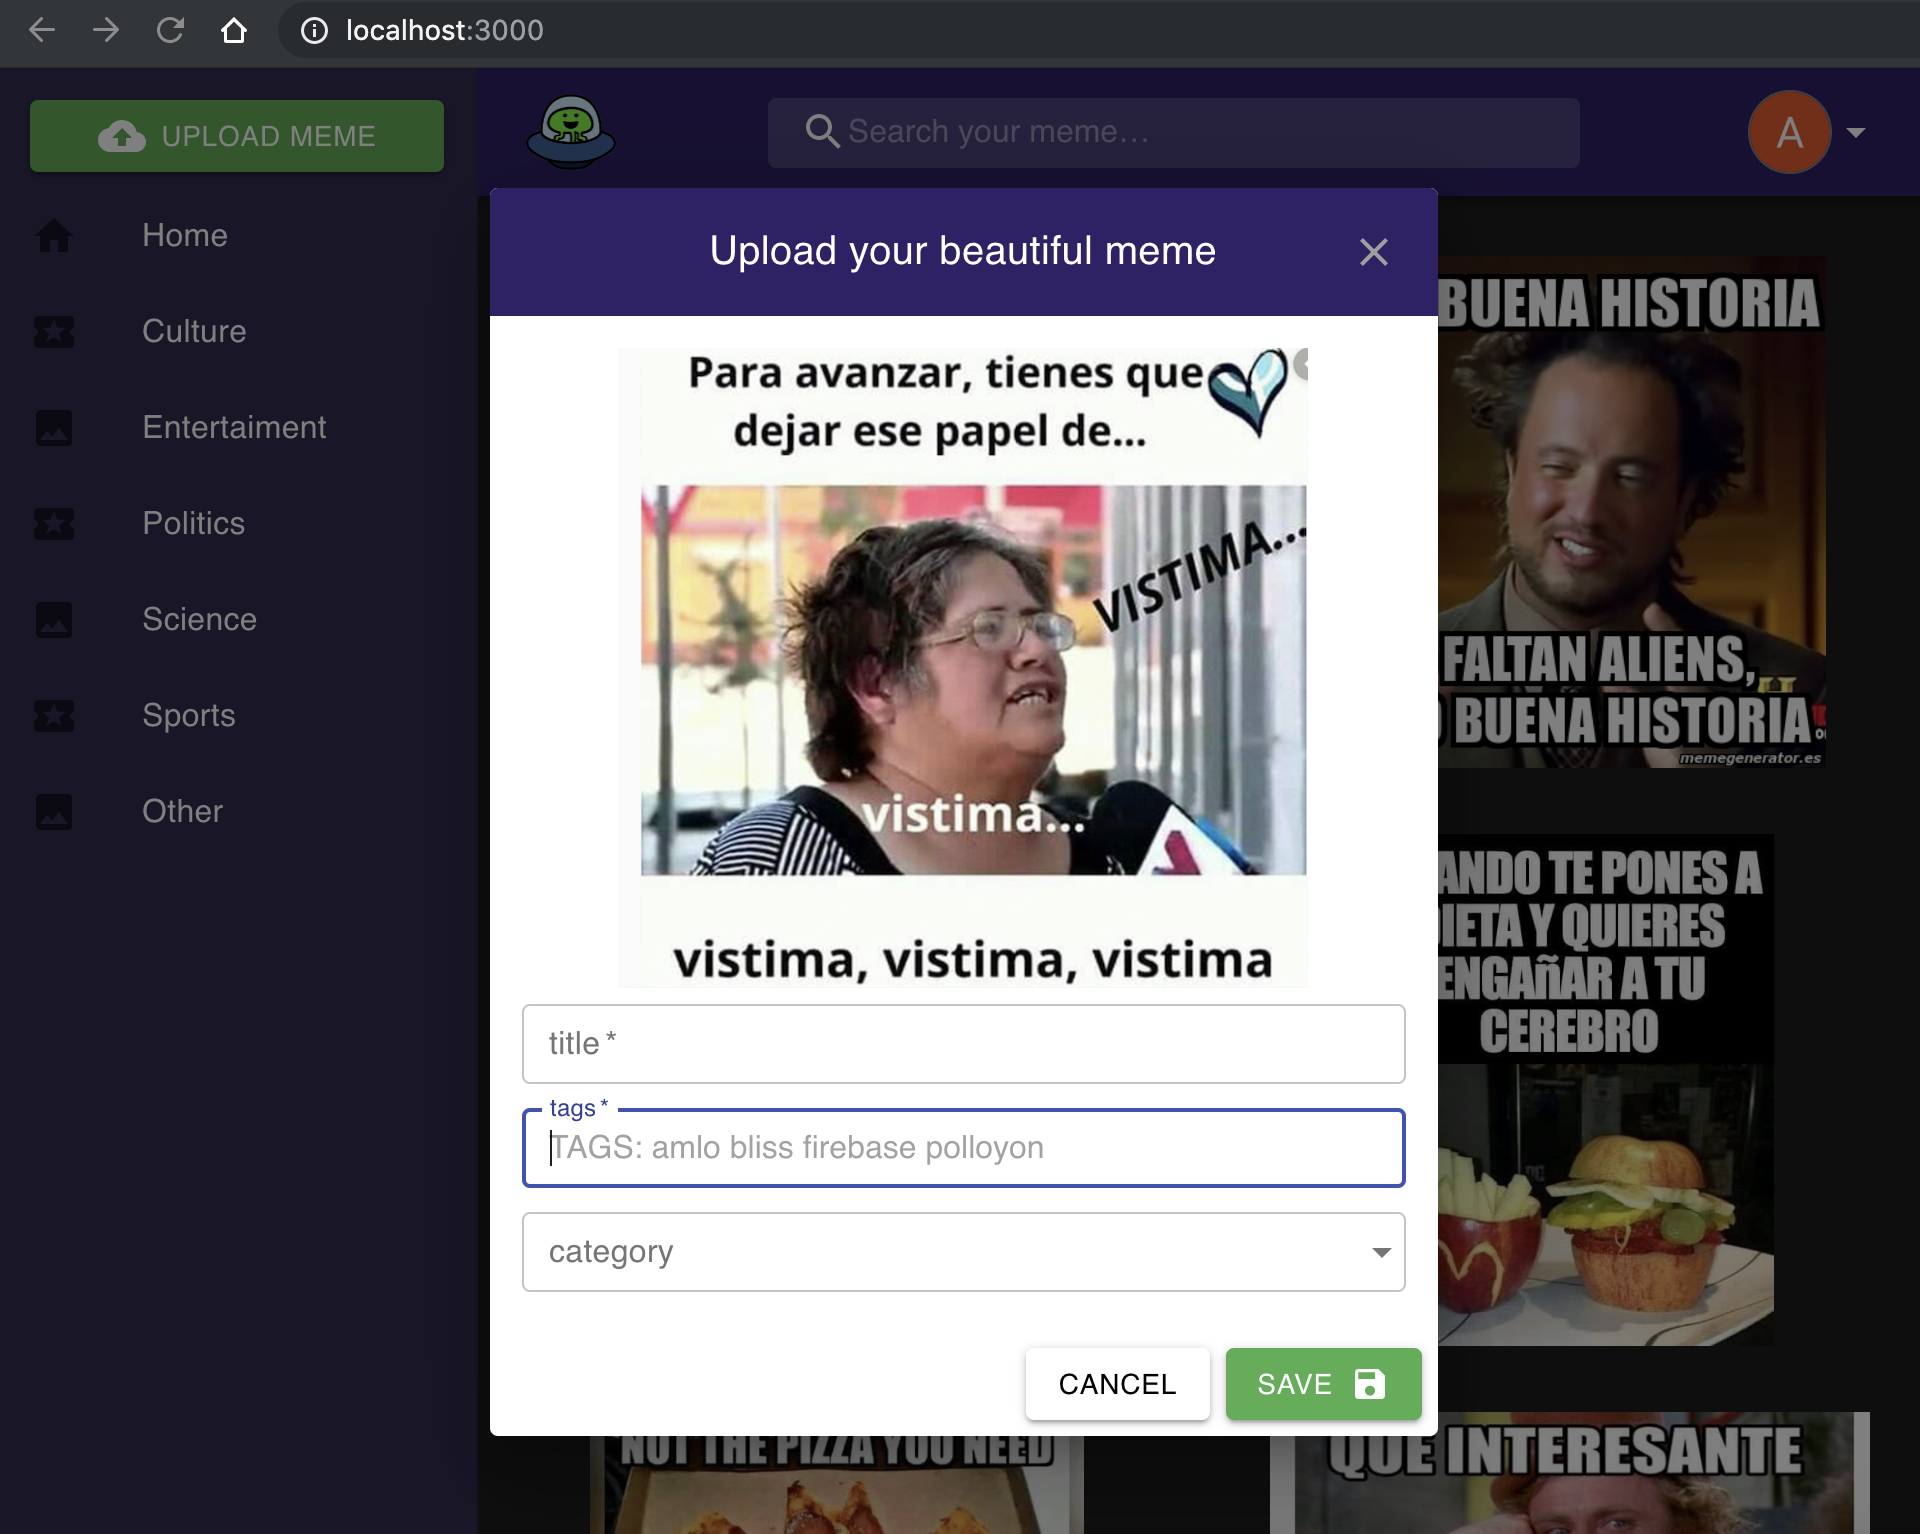 localhost:3000
UPLOAD MEME
Search your meme...
A
Home
Culture
Entertaiment
Politics
Science
Sports
Other
Upload your beautiful meme
Para avanzar, tienes que
dejar ese papel de...
VISTIMA...
vistima...
vistima, vistima, vistima
title *
tags *
TAGS: amlo bliss firebase polloyon
category
CANCEL
SAVE
BUENA HISTORIA
FALTAN ALIENS,
BUENA HISTORIA
memegenerator.es
ANDO TE PONES A
IETA Y QUIERES
ENGAñAR A TU
CEREBRO
NOT THE PIZZA YOU NEED
QUE INTERESANTE